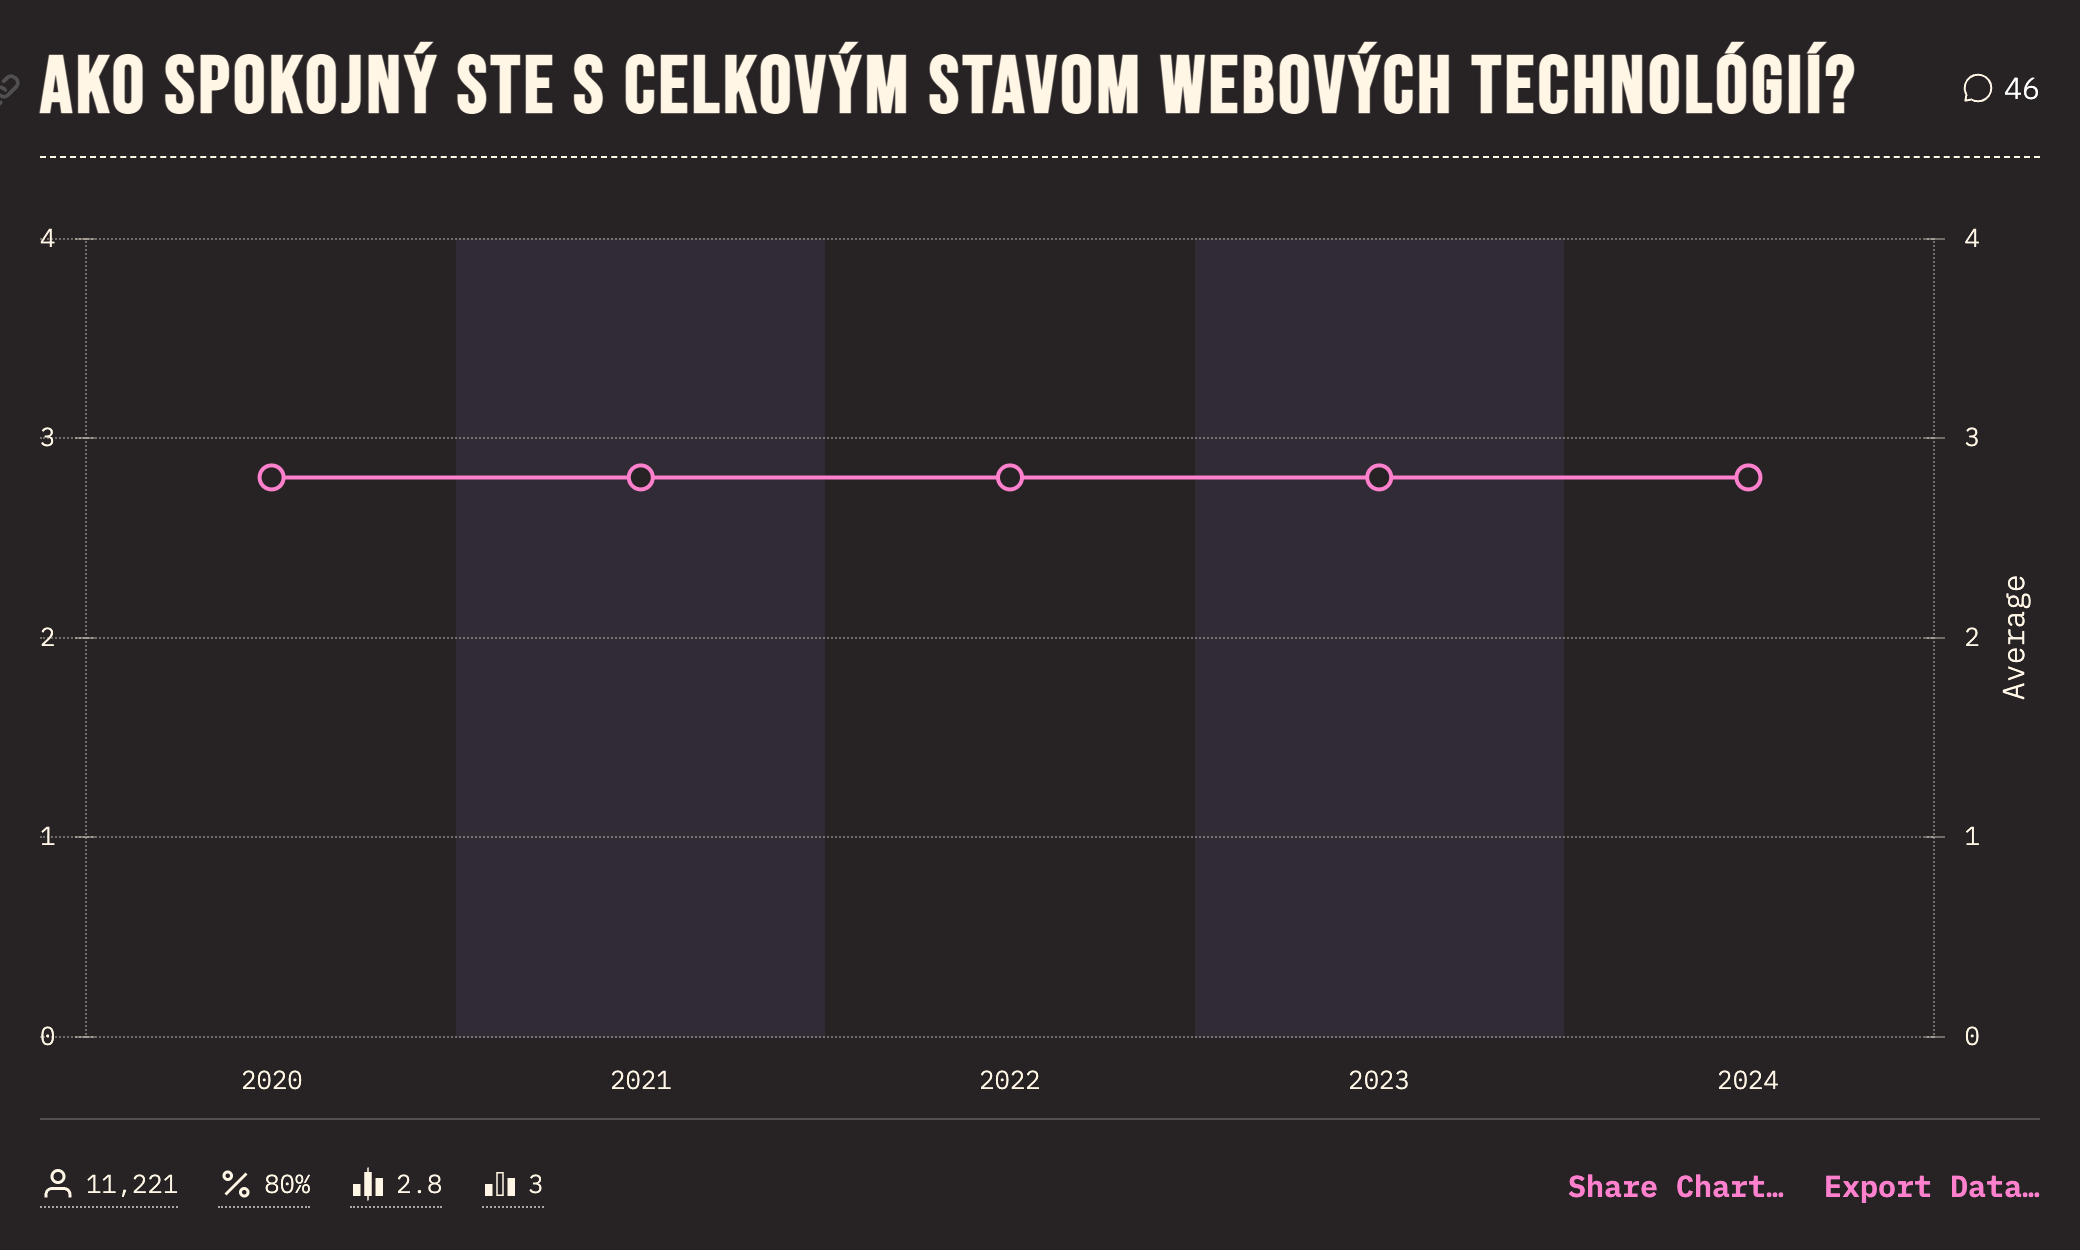 AKO SPOKOJNÝ STE S CELKOVÝM STAVOM WEBOVÝCH TECHNOLÓGIÍ?
46
4
3
2
1
0
4
3
2
1
0
Average
2020 2021 2022 2023 2024
11,221 80% 2.8 3
Share Chart… Export Data…